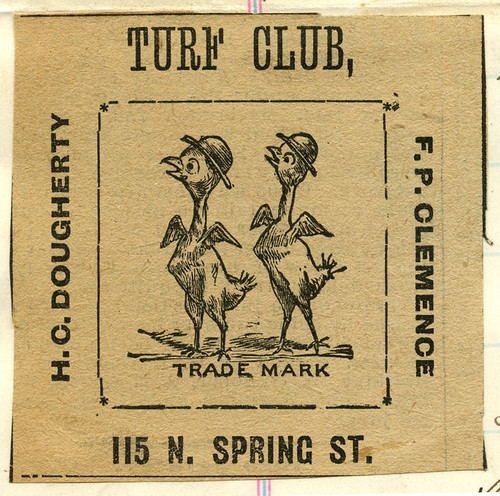 TURF CLUB,
H. C. DOUGHERTY
F. P. CLEMENCE
TRADE MARK
115 N. SPRING ST.